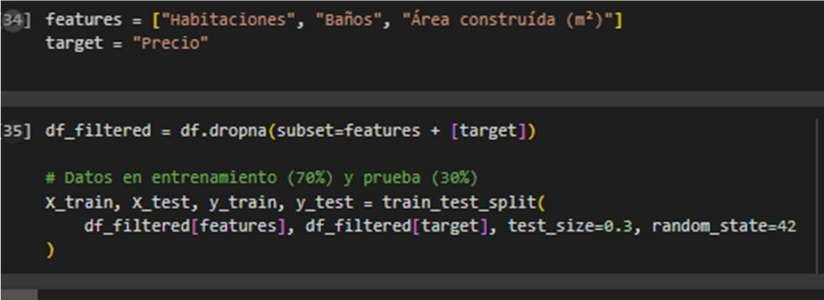 34] features = ["Habitaciones", "Baños", "Área construída (m²)"]
target = "Precio"
35] df_filtered = df.dropna(subset=features + [target])
# Datos en entrenamiento (70%) y prueba (30%)
X_train, X_test, y_train, y_test = train_test_split(
df_filtered[features], df_filtered[target], test_size=0.3, random_state=42
)